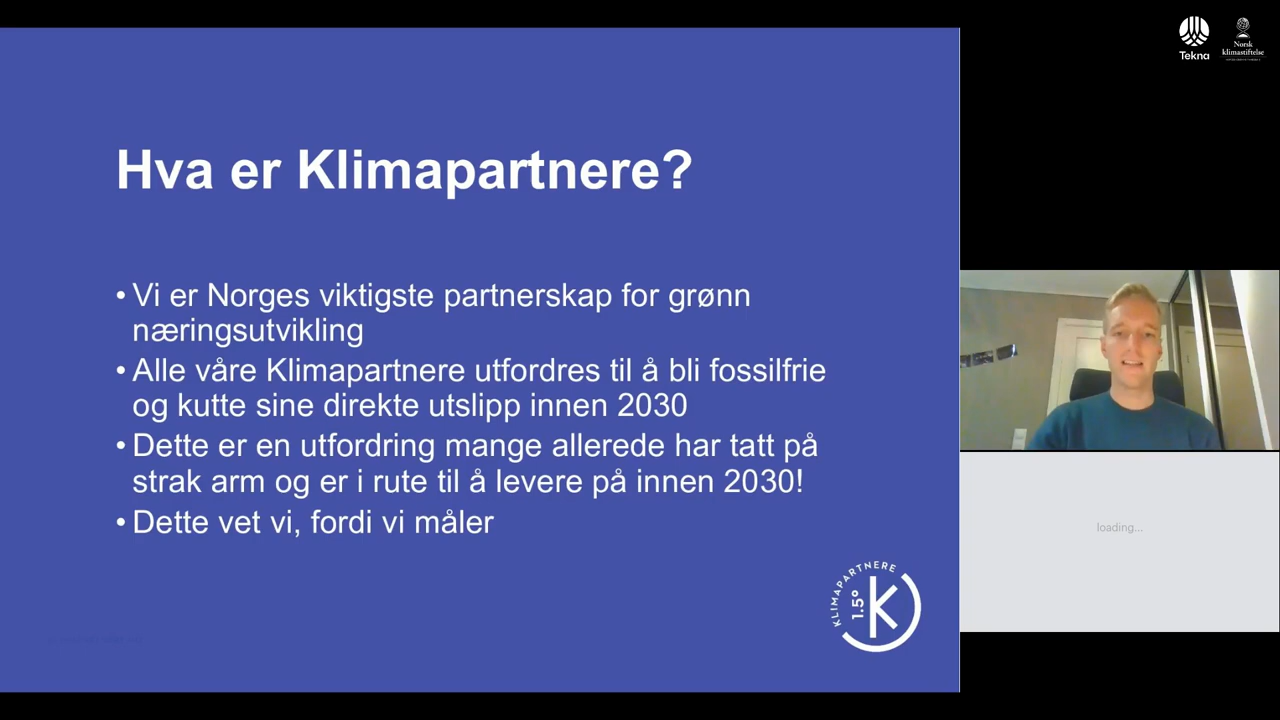 Tekna
Norsk
klimastiftelse
Hva er Klimapartnere?
• Vi er Norges viktigste partnerskap for grønn
næringsutvikling
• Alle våre Klimapartnere utfordres til å bli fossilfrie
og kutte sine direkte utslipp innen 2030
• Dette er en utfordring mange allerede har tatt på
strak arm og er i rute til å levere på innen 2030!
• Dette vet vi, fordi vi måler
KLIMAPARTNERE
1.5°
K
loading...